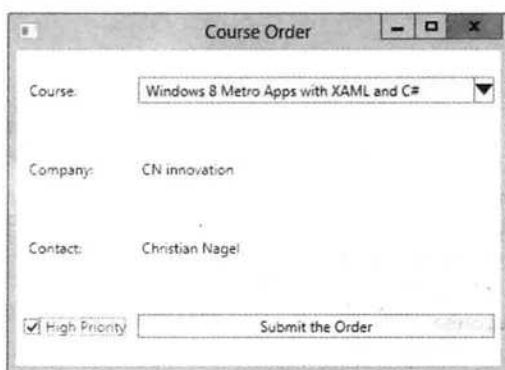 Course Order
Course: Windows 8 Metro Apps with XAML and C#
Company: CN innovation
Contact: Christian Nagel
High Priority Submit the Order